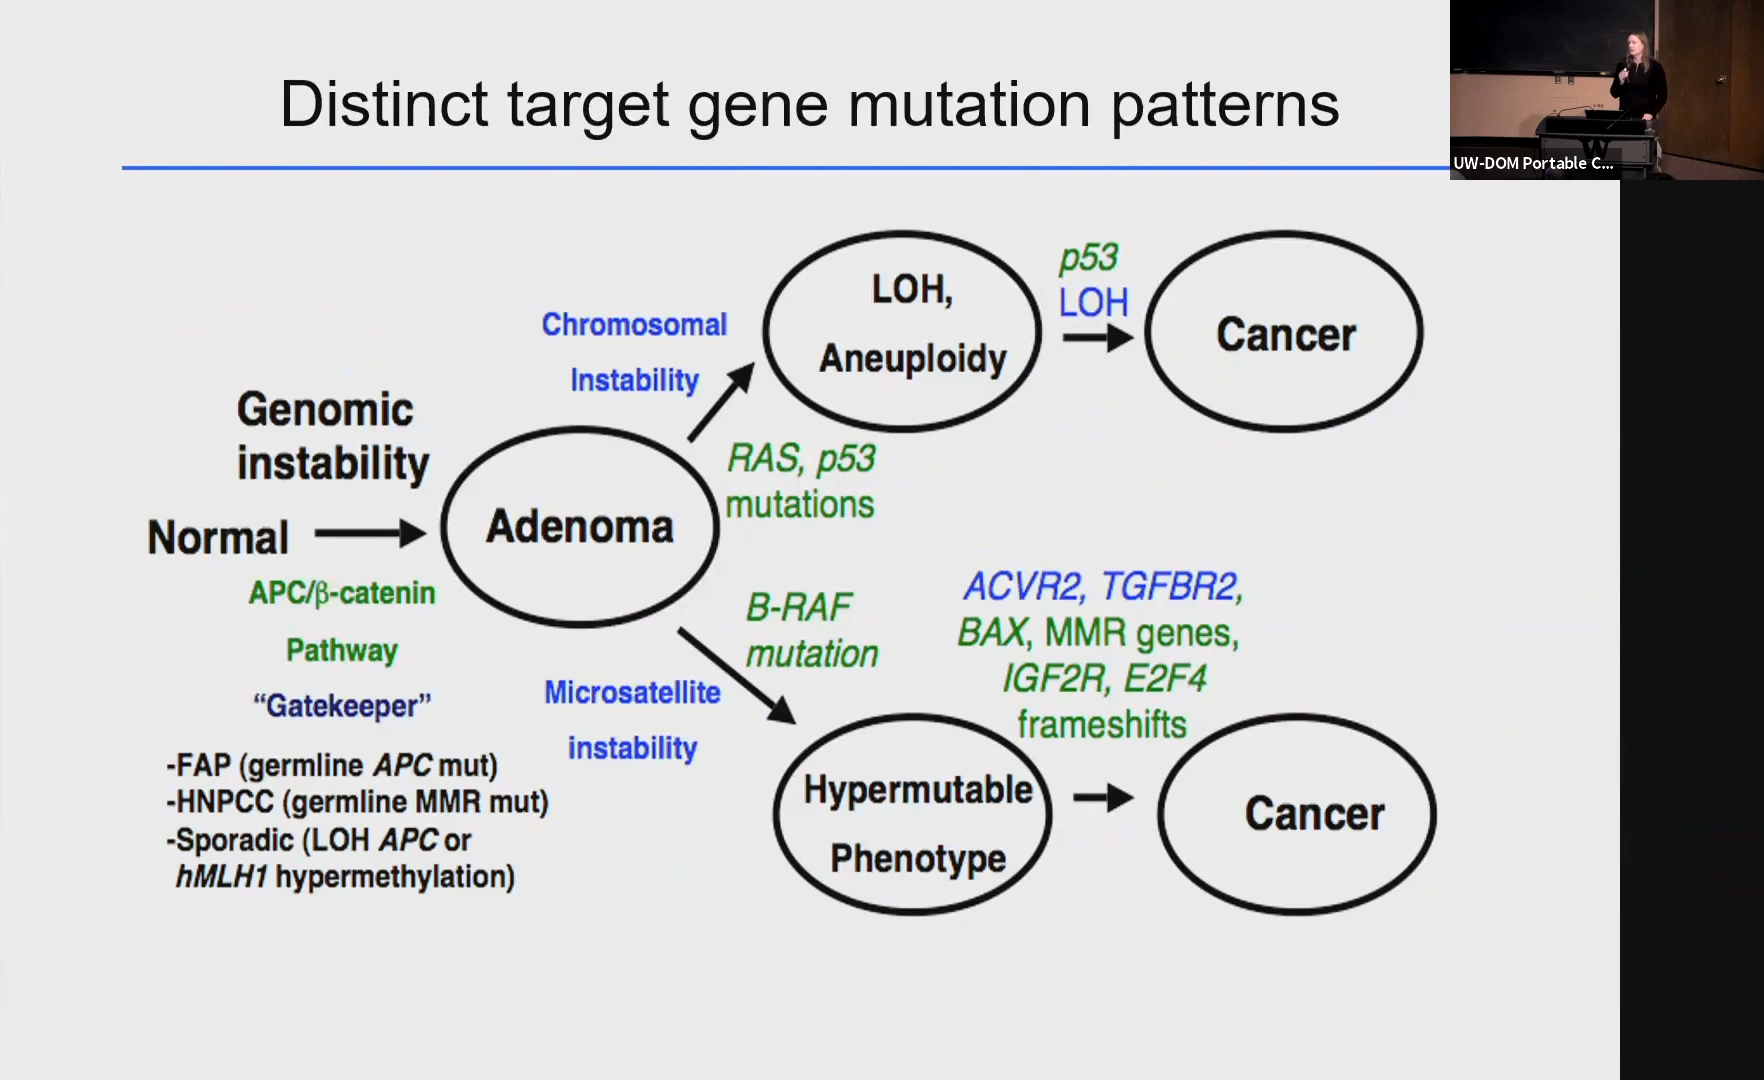 Distinct target gene mutation patterns
UW-DOM Portable C...
p53
LOH
LOH,
Aneuploidy
Cancer
Chromosomal
Instability
Genomic
instability
RAS, p53
mutations
Normal
Adenoma
APC/β-catenin
Pathway
“Gatekeeper”
B-RAF
mutation
ACVR2, TGFBR2,
BAX, MMR genes,
IGF2R, E2F4
frameshifts
Microsatellite
instability
-FAP (germline APC mut)
-HNPCC (germline MMR mut)
-Sporadic (LOH APC or
hMLH1 hypermethylation)
Hypermutable
Phenotype
Cancer